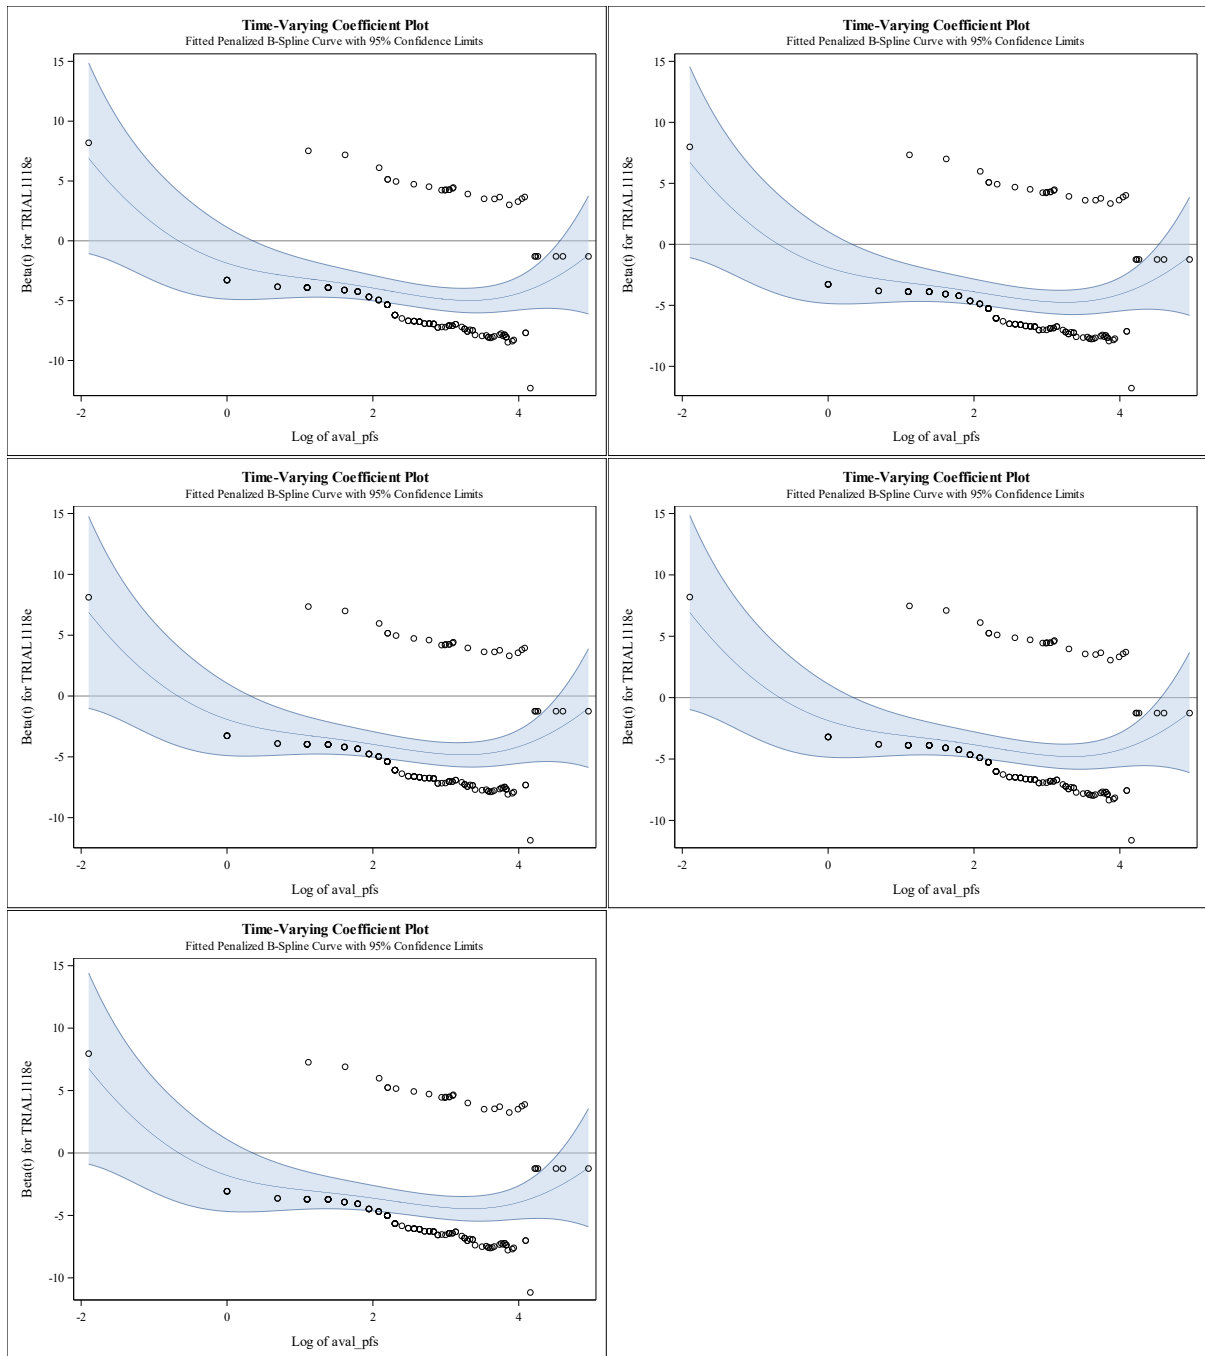 Time-Varying Coefficient Plot
Fitted Penalized B-Spline Curve with 95% Confidence Limits
15
10
5
0
-5
-10
Beta(t) for TRIAL1118e
-2
0
2
4
Log of aval_pfs
Time-Varying Coefficient Plot
Fitted Penalized B-Spline Curve with 95% Confidence Limits
15
10
5
0
-5
-10
Beta(t) for TRIAL1118e
-2
0
2
4
Log of aval_pfs
Time-Varying Coefficient Plot
Fitted Penalized B-Spline Curve with 95% Confidence Limits
15
10
5
0
-5
-10
Beta(t) for TRIAL1118e
-2
0
2
4
Log of aval_pfs
Time-Varying Coefficient Plot
Fitted Penalized B-Spline Curve with 95% Confidence Limits
15
10
5
0
-5
-10
Beta(t) for TRIAL1118e
-2
0
2
4
Log of aval_pfs
Time-Varying Coefficient Plot
Fitted Penalized B-Spline Curve with 95% Confidence Limits
15
10
5
0
-5
-10
Beta(t) for TRIAL1118e
-2
0
2
4
Log of aval_pfs